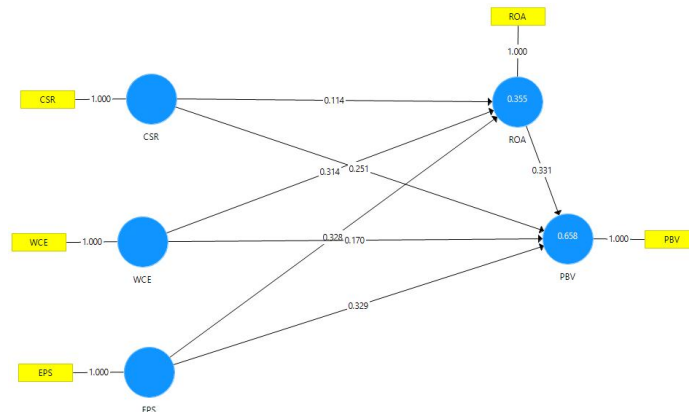 ROA
1.000
CSR
1.000
0.114
0.355
CSR
ROA
0.314
0.251
0.331
WCE
1.000
0.328
0.170
0.658
1.000
PBV
WCE
PBV
0.329
EPS
1.000
EPS